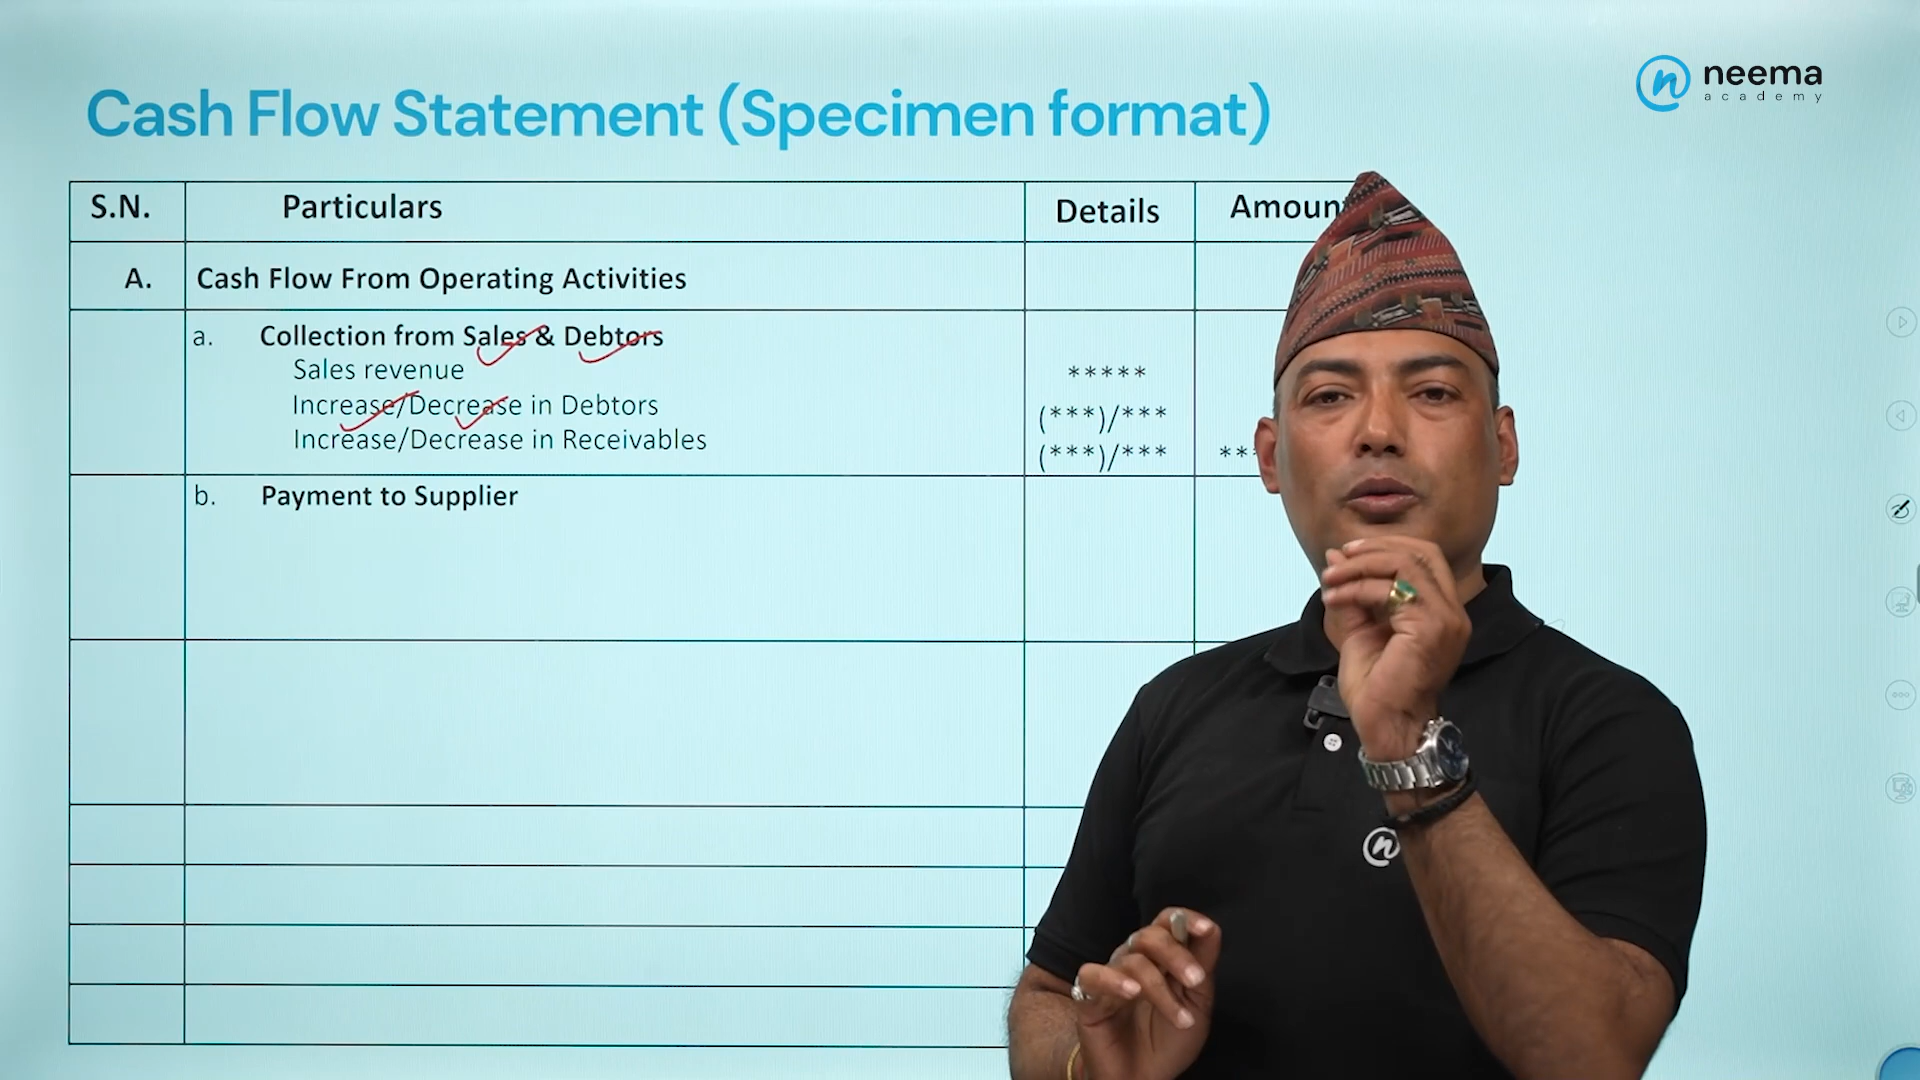 neema
academy
Cash Flow Statement (Specimen format)
S.N. Particulars Details Amoun
A. Cash Flow From Operating Activities
a. Collection from Sales & Debtors
Sales revenue *****
Increase/Decrease in Debtors (***)/***
Increase/Decrease in Receivables (***)/*** ***
b. Payment to Supplier